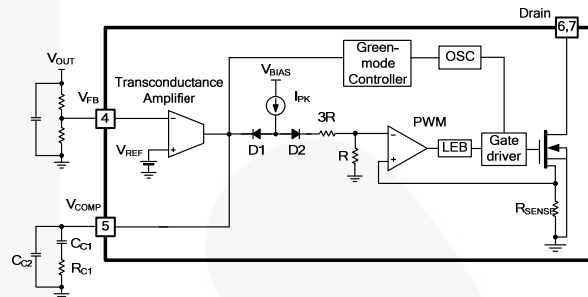 Drain
6,7
VOUT
VFB
4
Transconductance
Amplifier
VREF
VBIAS
IPK
D1
D2
3R
R
Green-
mode
Controller
OSC
PWM
LEB
Gate
driver
RSENSE
VCOMP
5
CC1
CC2
RC1